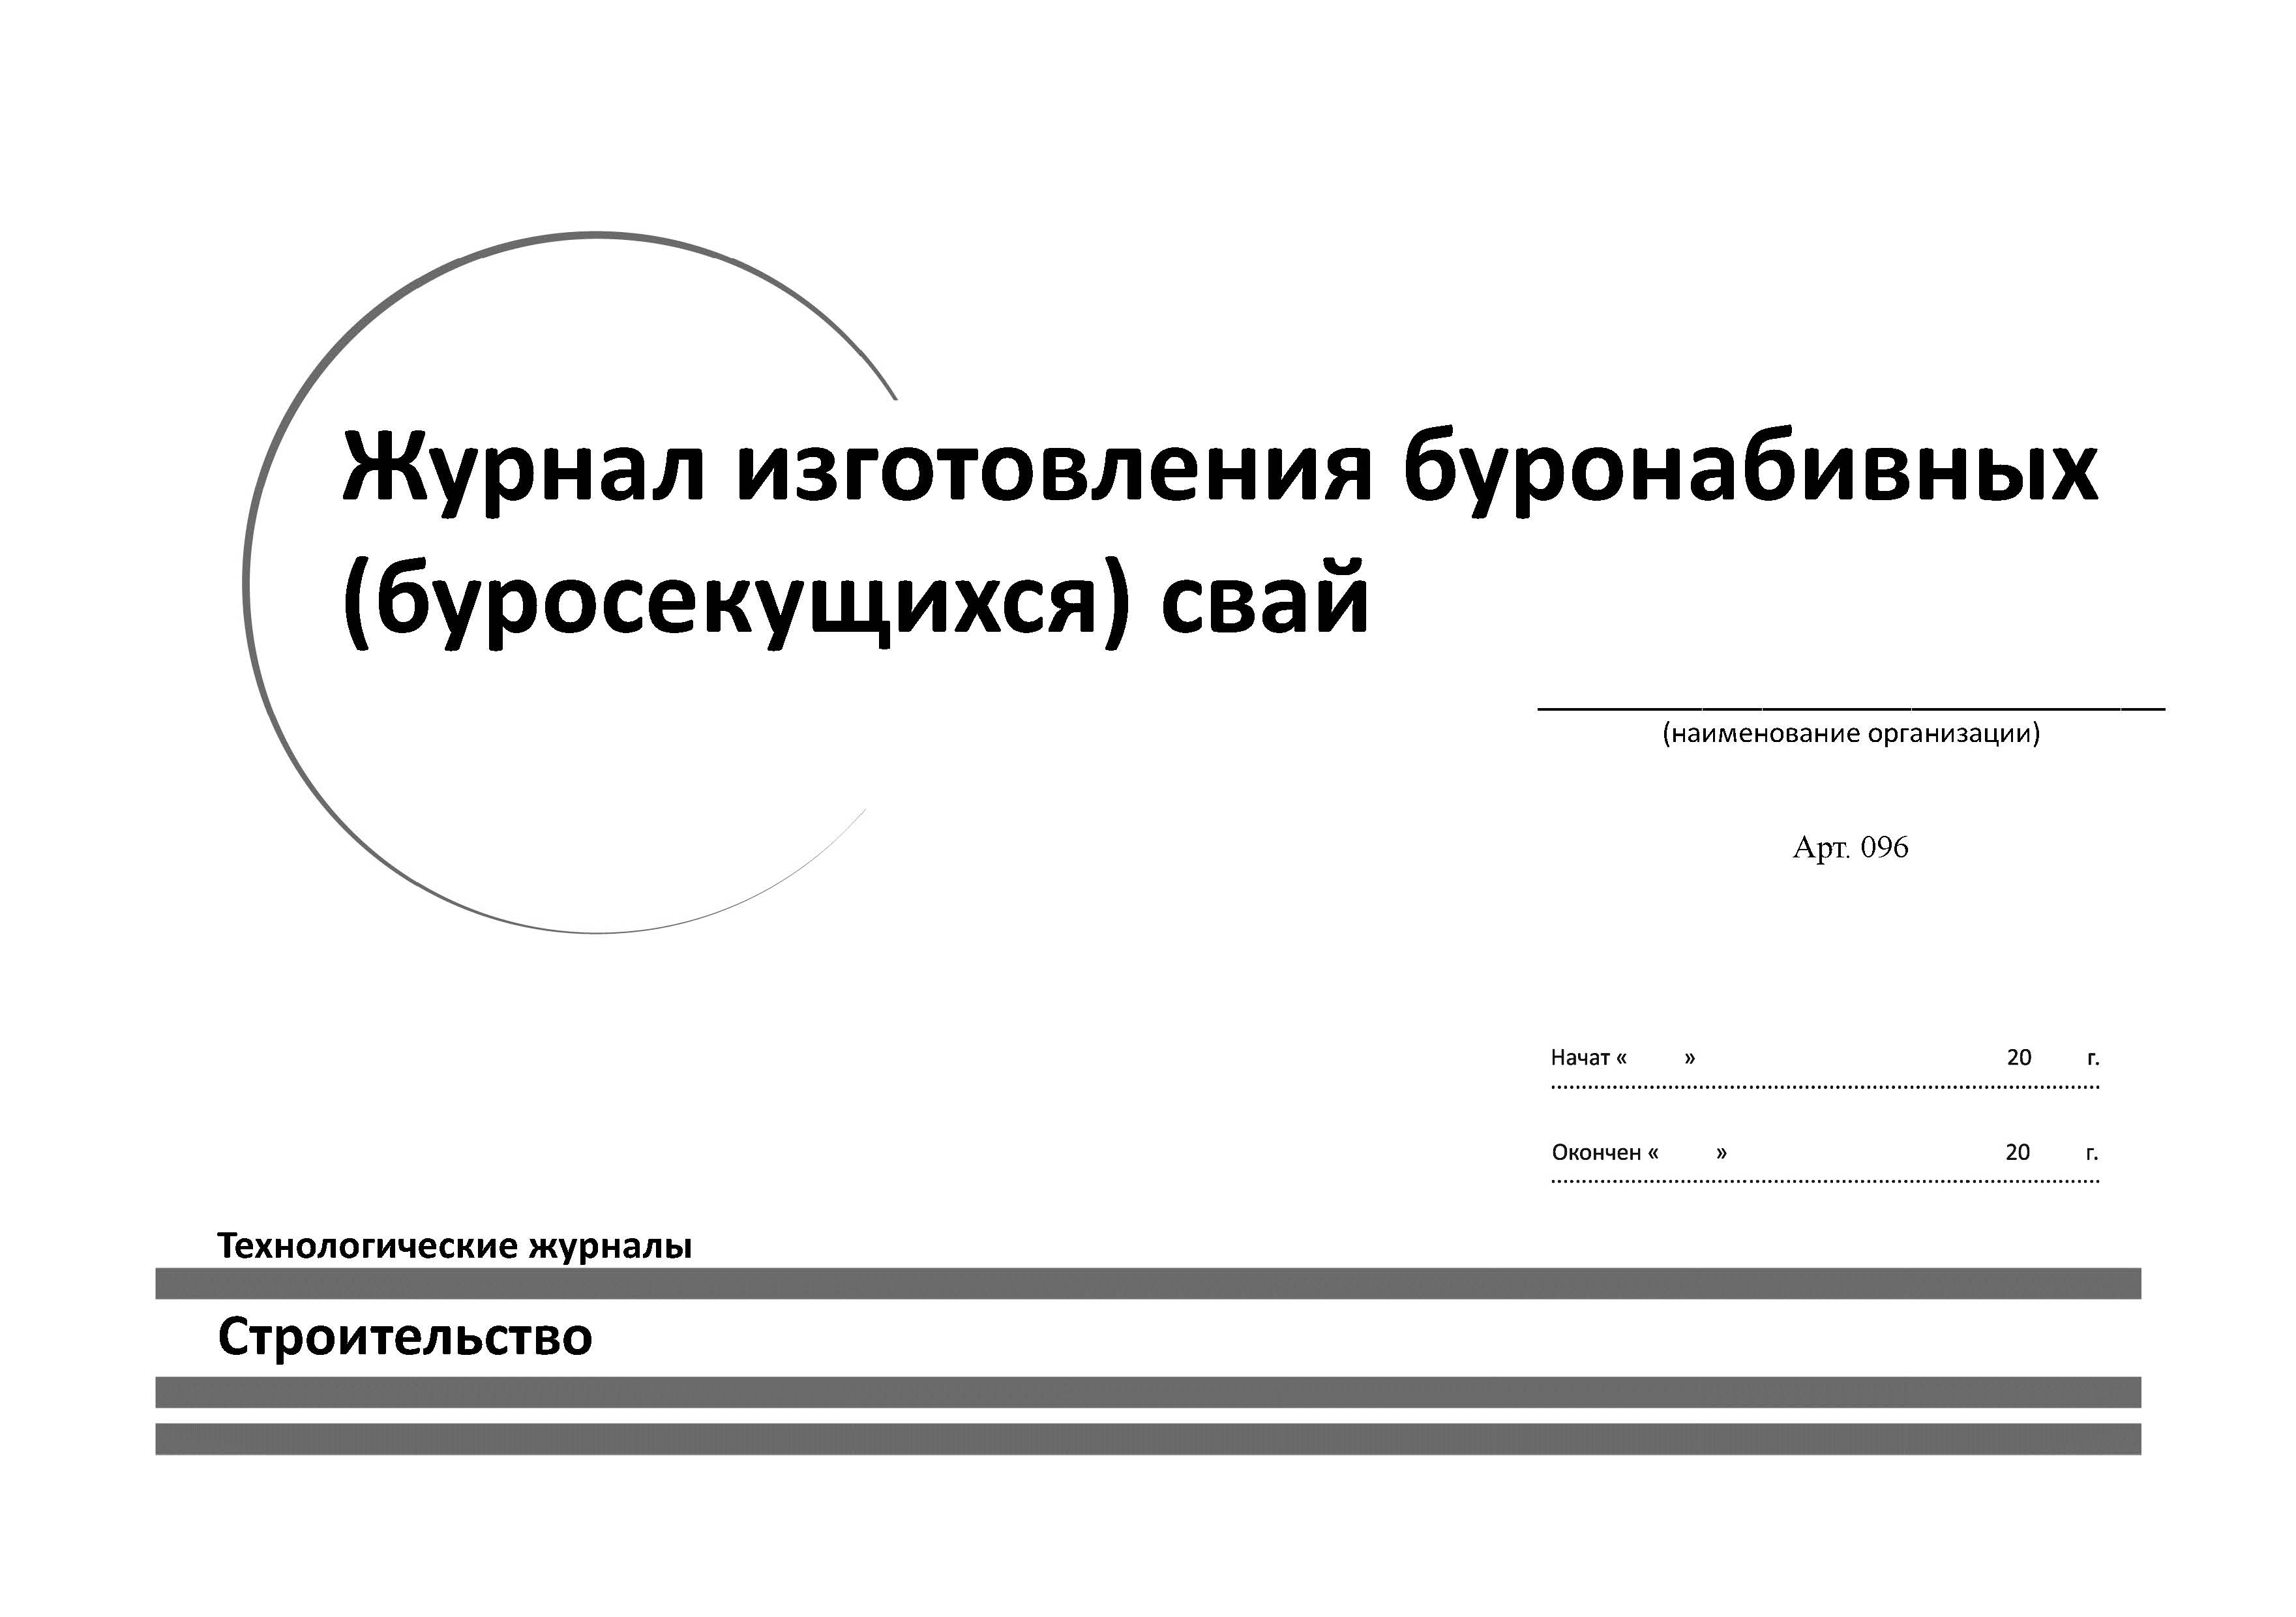 Журнал изготовления буронабивных
(буросекущихся) свай
(наименование организации)
Арт. 096
Начат « » 20 г.
Окончен « » 20 г.
Технологические журналы
Строительство